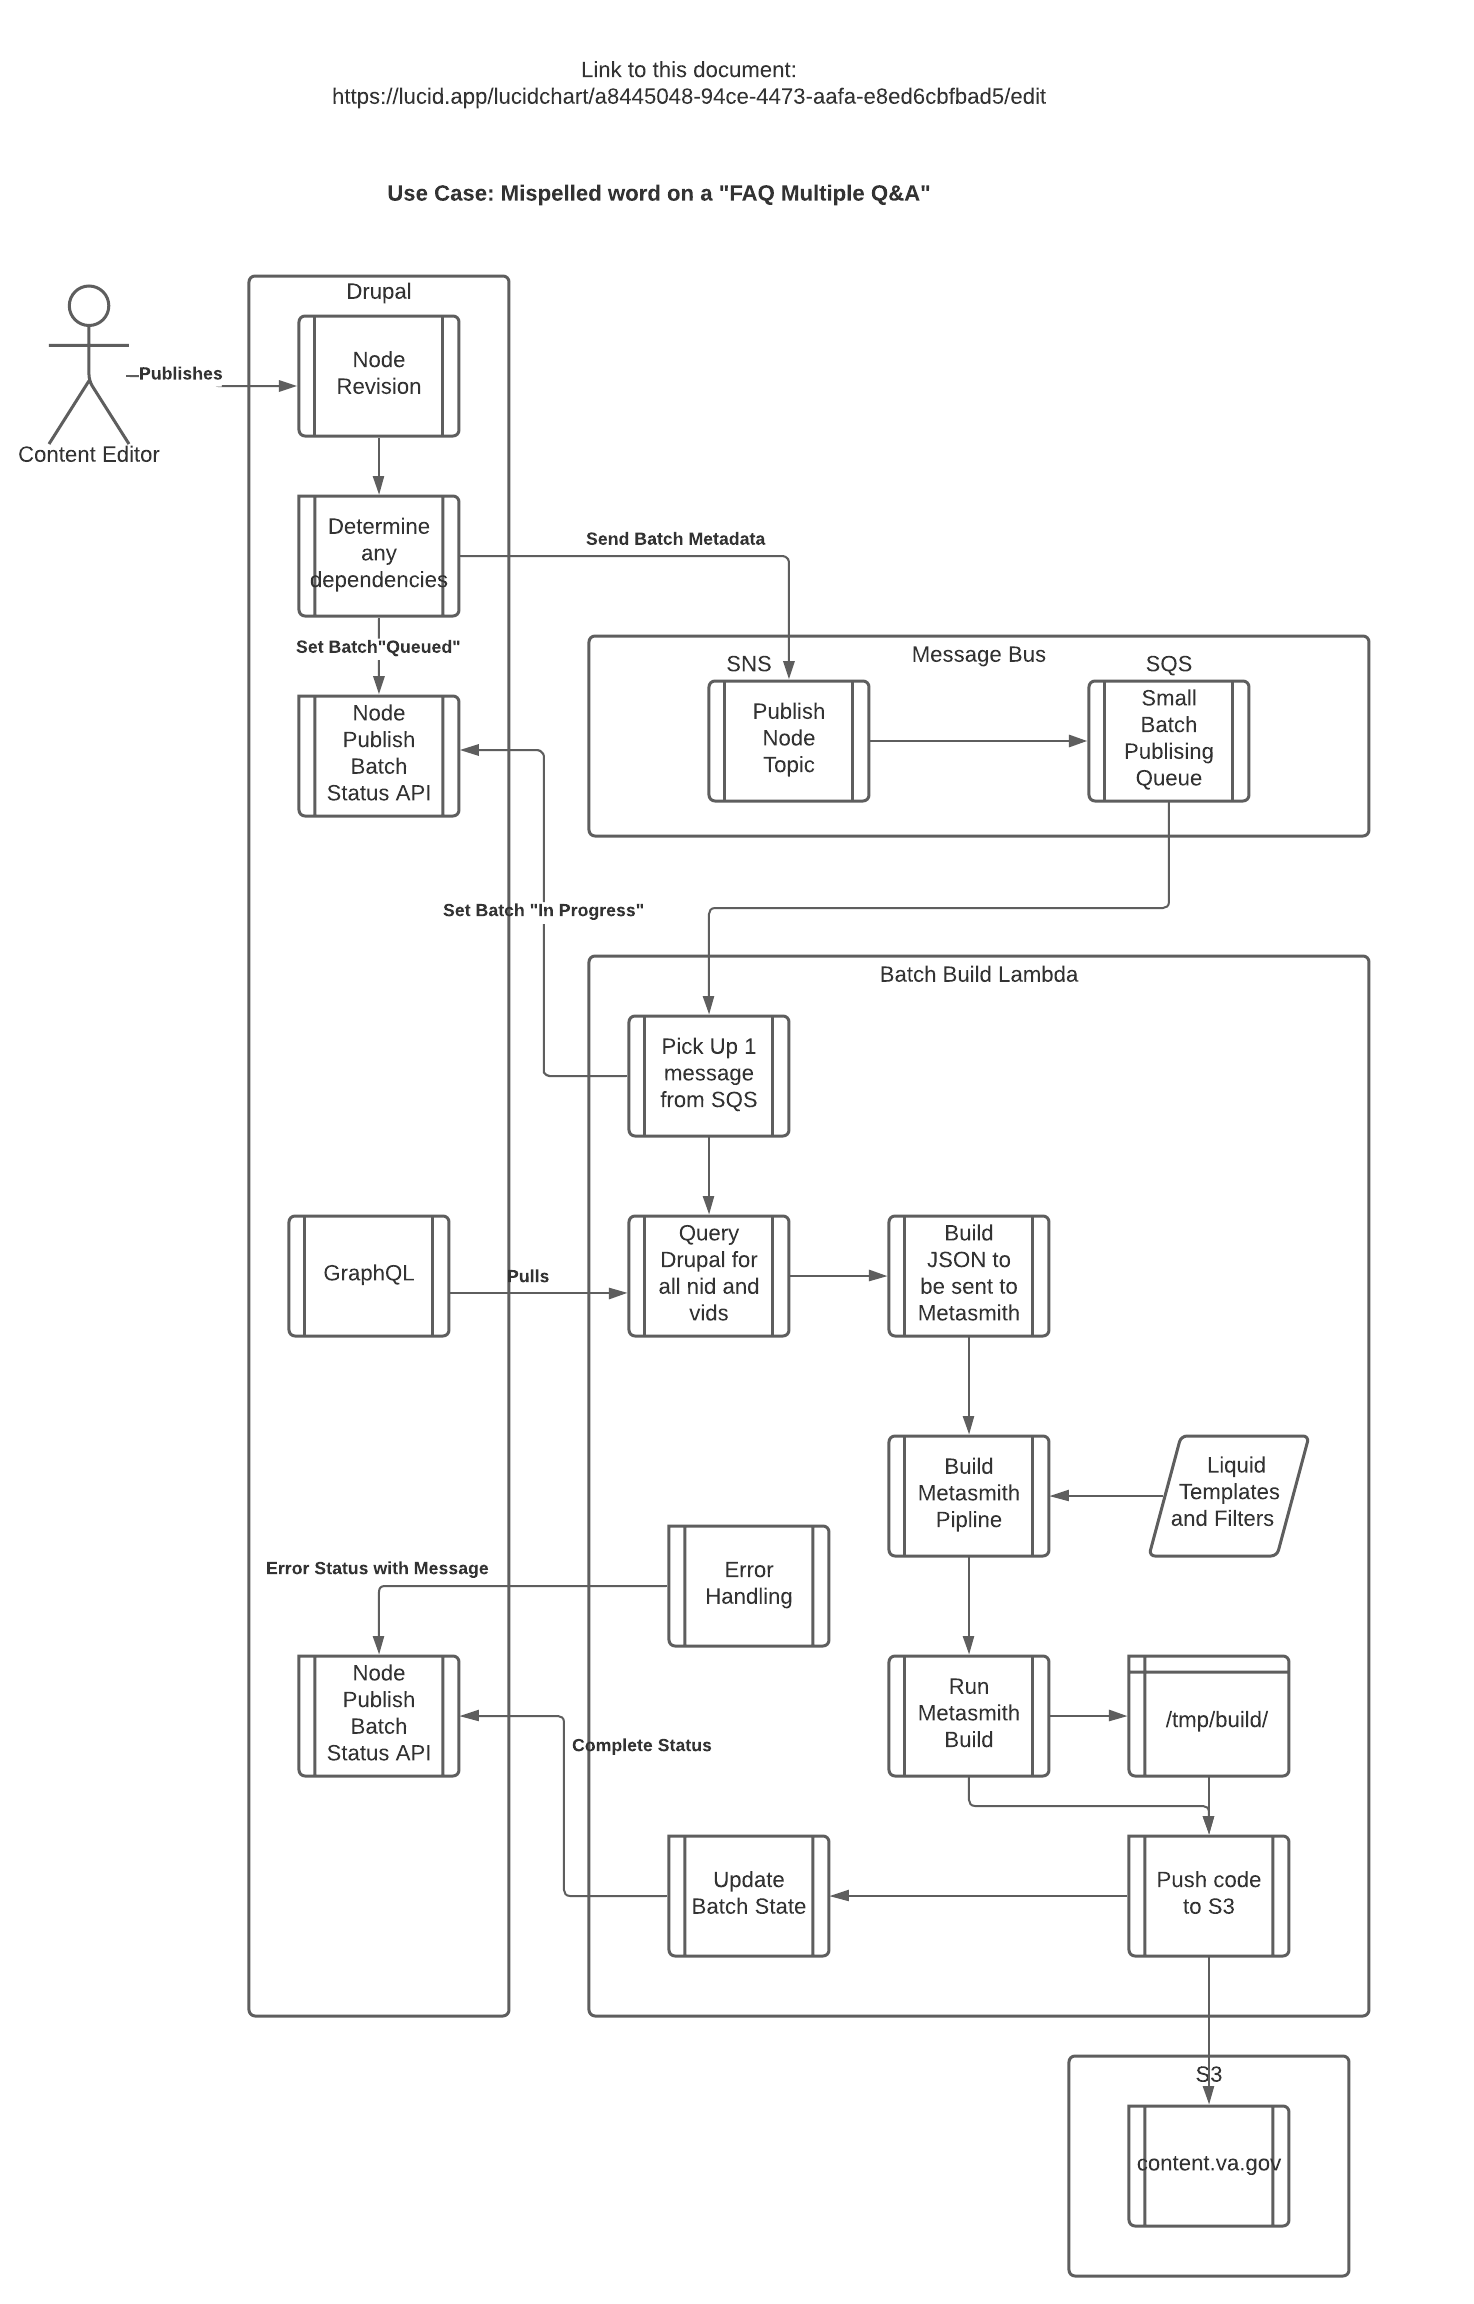 Link to this document:
https://lucid.app/lucidchart/a8445048-94ce-4473-aafa-e8ed6cbfbad5/edit
Use Case: Mispelled word on a "FAQ Multiple Q&A"
Drupal
Content Editor
Publishes
Node
Revision
Determine
any
dependencies
Send Batch Metadata
Set Batch"Queued"
Node
Publish
Batch
Status API
Message Bus
SNS
Publish
Node
Topic
SQS
Small
Batch
Publising
Queue
Set Batch "In Progress"
Batch Build Lambda
Pick Up 1
message
from SQS
GraphQL
Pulls
Query
Drupal for
all nid and
vids
Build
JSON to
be sent to
Metasmith
Build
Metasmith
Pipline
Liquid
Templates
and Filters
Error
Handling
Error Status with Message
Node
Publish
Batch
Status API
Run
Metasmith
Build
/tmp/build/
Complete Status
Update
Batch State
Push code
to S3
S3
content.va.gov